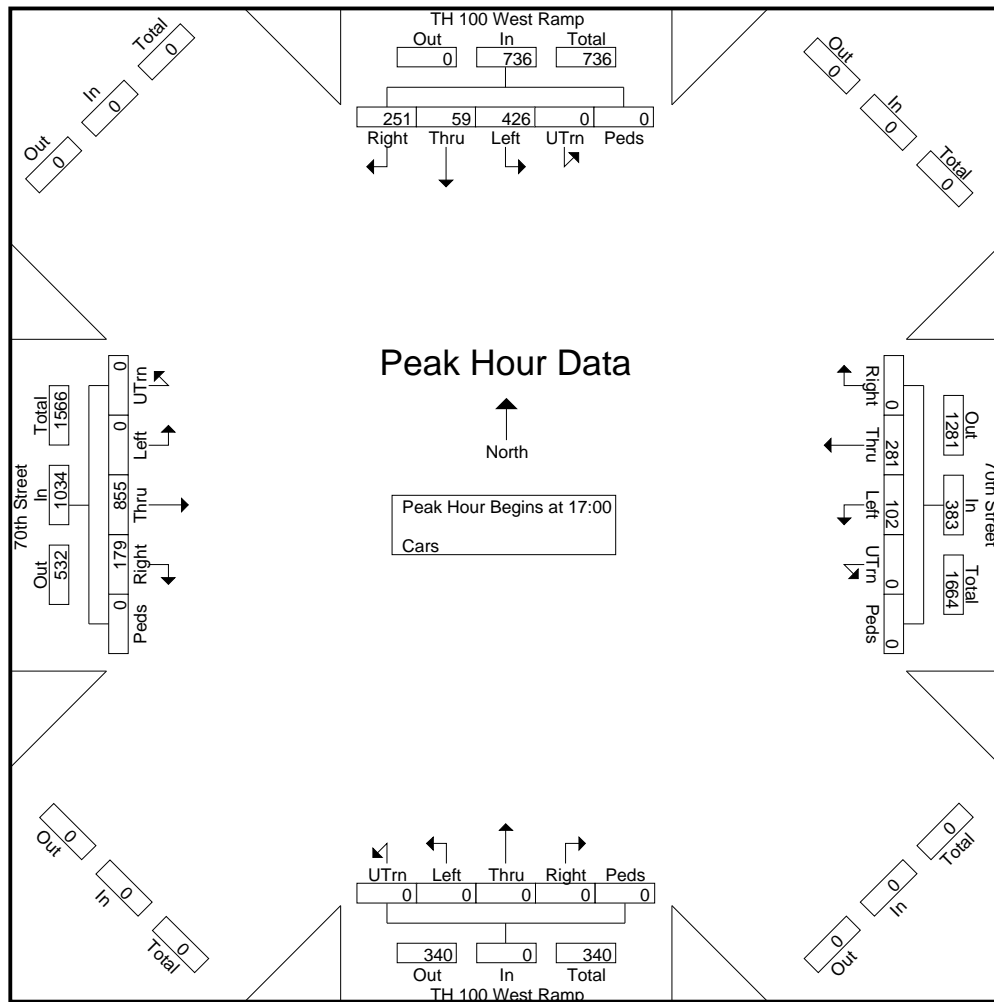 TH 100 West Ramp
Out In Total
0 736 736
251 59 426 0 0
Right Thru Left UTrn Peds
Total
0
In
0
Out
0
Out
0
In
0
Total
0
70th Street
Total In Out
1566 1034 532
0 0 855 179 0
UTrn Left Thru Right Peds
Peak Hour Data
North
Peak Hour Begins at 17:00
Cars
Right Thru Left UTrn Peds
0 281 102 0 0
Out In Total
1281 383 1664
70th Street
0
Out
0
In
0
Total
0
Total
0
In
0
Out
UTrn Left Thru Right Peds
0 0 0 0 0
340 0 340
Out In Total
TH 100 West Ramp